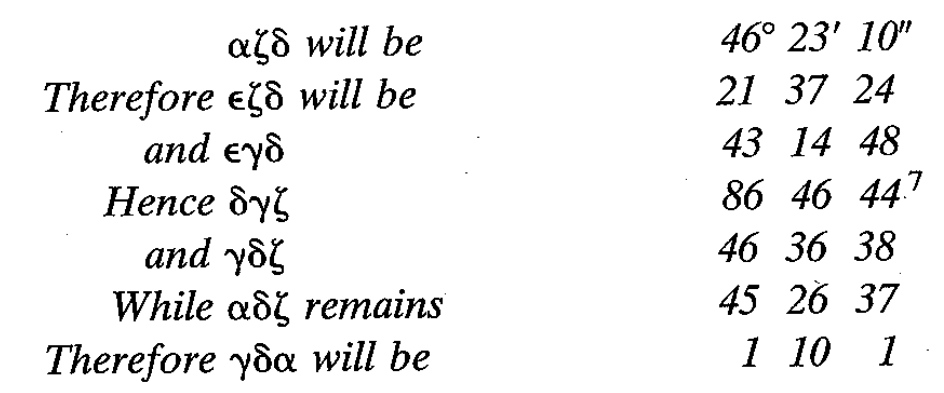 αζδ will be 46° 23' 10"
Therefore εζδ will be 21 37 24
and εγδ 43 14 48
Hence δγζ 86 46 44⁷
and γδζ 46 36 38
While αδζ remains 45 26 37
Therefore γδα will be 1 10 1